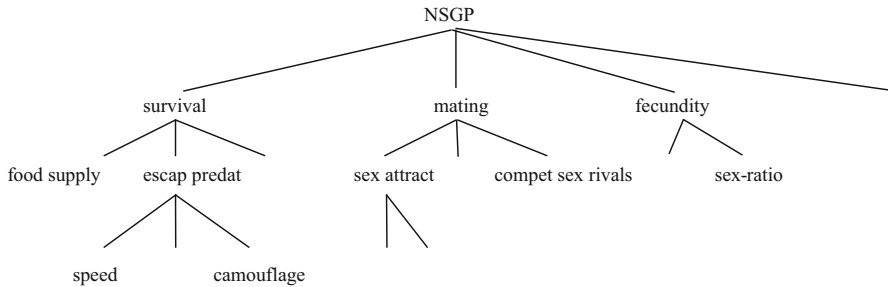 NSGP
survival mating fecundity
food supply escap predat sex attract compet sex rivals sex-ratio
speed camouflage